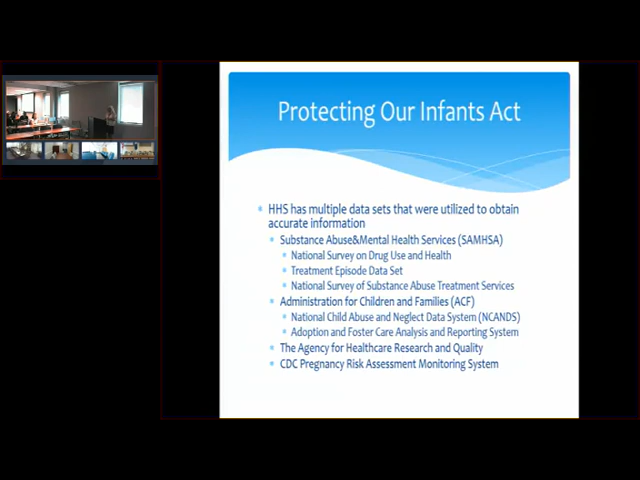 Protecting Our Infants Act
HHS has multiple data sets that were utilized to obtain
accurate information
Substance Abuse&Mental Health Services (SAMHSA)
National Survey on Drug Use and Health
Treatment Episode Data Set
National Survey of Substance Abuse Treatment Services
Administration for Children and Families (ACF)
National Child Abuse and Neglect Data System (NCANDS)
Adoption and Foster Care Analysis and Reporting System
The Agency for Healthcare Research and Quality
CDC Pregnancy Risk Assessment Monitoring System